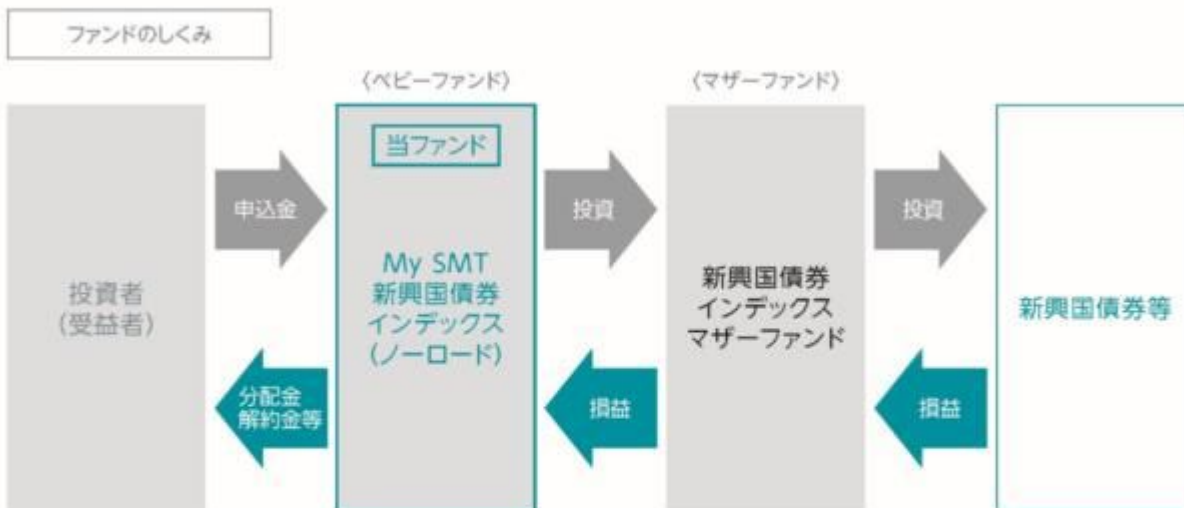 ファンドのしくみ
〈ベビーファンド〉
〈マザーファンド〉
投資者
(受益者)
申込金
分配金
解約金等
当ファンド
My SMT
新興国債券
インデックス
(ノーロード)
投資
損益
新興国債券
インデックス
マザーファンド
投資
損益
新興国債券等